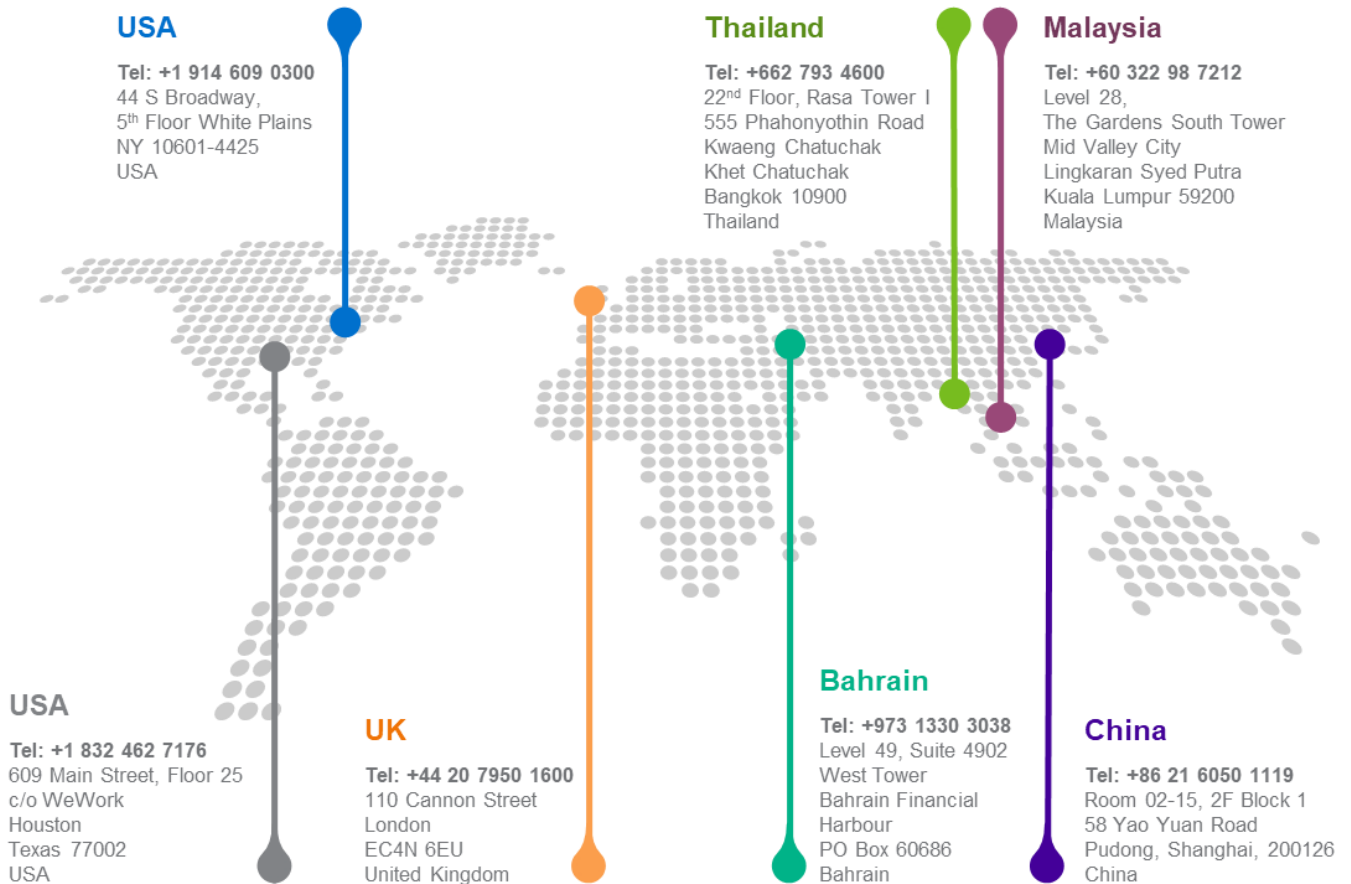 USA
Tel: +1 914 609 0300
44 S Broadway,
5th Floor White Plains
NY 10601-4425
USA
Thailand
Tel: +662 793 4600
22nd Floor, Rasa Tower I
555 Phahonyothin Road
Kwaeng Chatuchak
Khet Chatuchak
Bangkok 10900
Thailand
Malaysia
Tel: +60 322 98 7212
Level 28,
The Gardens South Tower
Mid Valley City
Lingkaran Syed Putra
Kuala Lumpur 59200
Malaysia
USA
Tel: +1 832 462 7176
609 Main Street, Floor 25
c/o WeWork
Houston
Texas 77002
USA
UK
Tel: +44 20 7950 1600
110 Cannon Street
London
EC4N 6EU
United Kingdom
Bahrain
Tel: +973 1330 3038
Level 49, Suite 4902
West Tower
Bahrain Financial
Harbour
PO Box 60686
Bahrain
China
Tel: +86 21 6050 1119
Room 02-15, 2F Block 1
58 Yao Yuan Road
Pudong, Shanghai, 200126
China